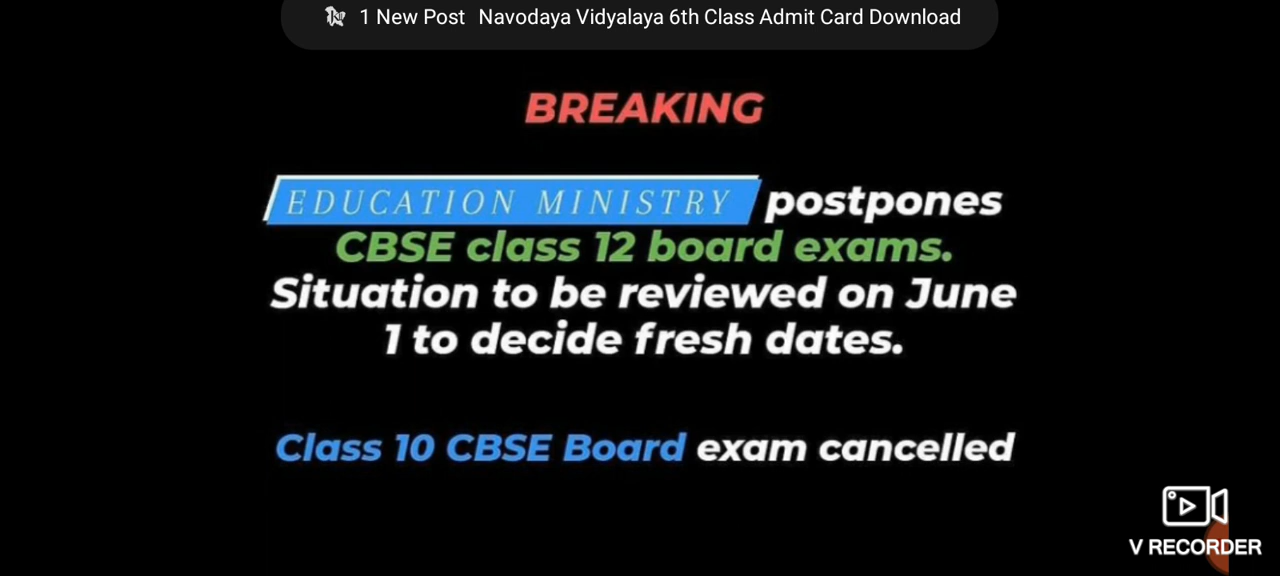 1 New Post Navodaya Vidyalaya 6th Class Admit Card Download
BREAKING
EDUCATION MINISTRY postpones
CBSE class 12 board exams.
Situation to be reviewed on June
1 to decide fresh dates.
Class 10 CBSE Board exam cancelled
V RECORDER